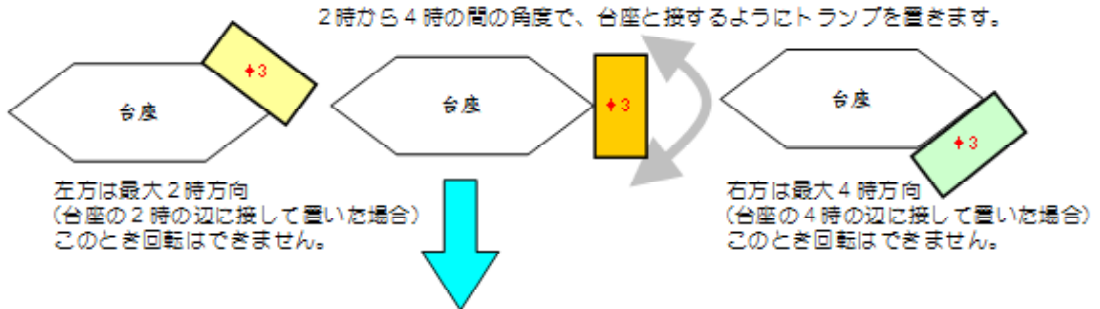 2時から4時の間の角度で、台座と接するようにトランプを置きます。
♦3
台座
台座
♦3
台座
♦3
左方は最大2時方向
（台座の2時の辺に接して置いた場合）
このとき回転はできません。
右方は最大4時方向
（台座の4時の辺に接して置いた場合）
このとき回転はできません。